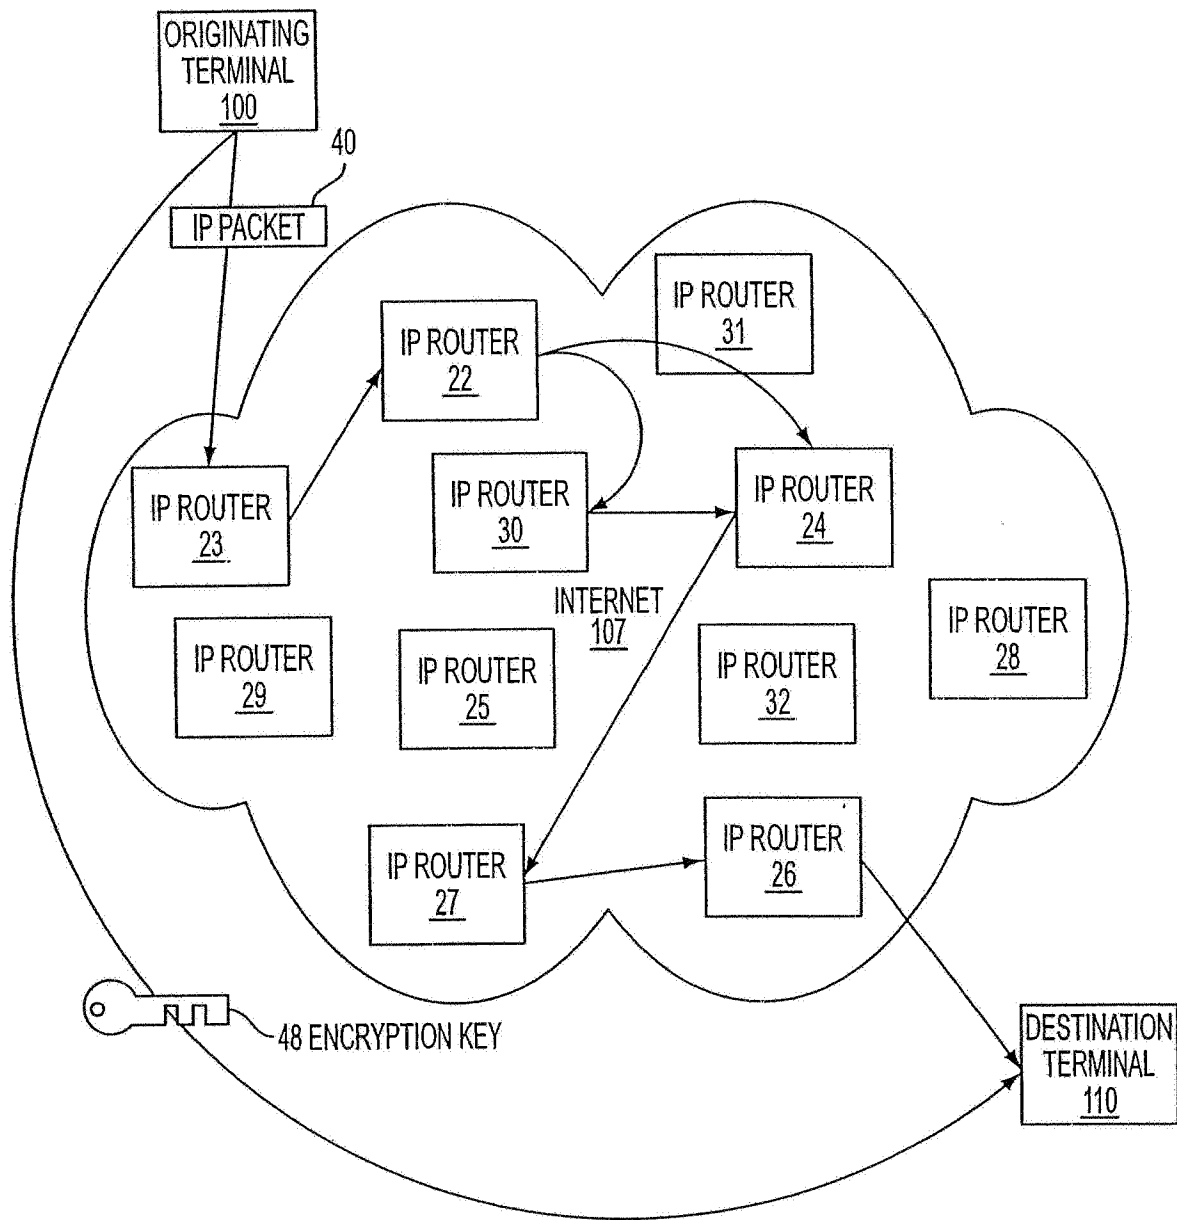 ORIGINATING
TERMINAL
100
40
IP PACKET
IP ROUTER
31
IP ROUTER
22
IP ROUTER
30
IP ROUTER
24
IP ROUTER
23
INTERNET
107
IP ROUTER
29
IP ROUTER
25
IP ROUTER
32
IP ROUTER
28
IP ROUTER
27
IP ROUTER
26
48 ENCRYPTION KEY
DESTINATION
TERMINAL
110